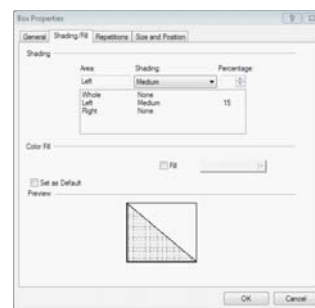 Box Properties
General Shading/Fill Repetitions Size and Position
Shading
Area: Shading: Percentage:
Left Medium
Whole None
Left Medium 15
Right None
Color Fill
Fill
Set as Default
Preview
OK Cancel